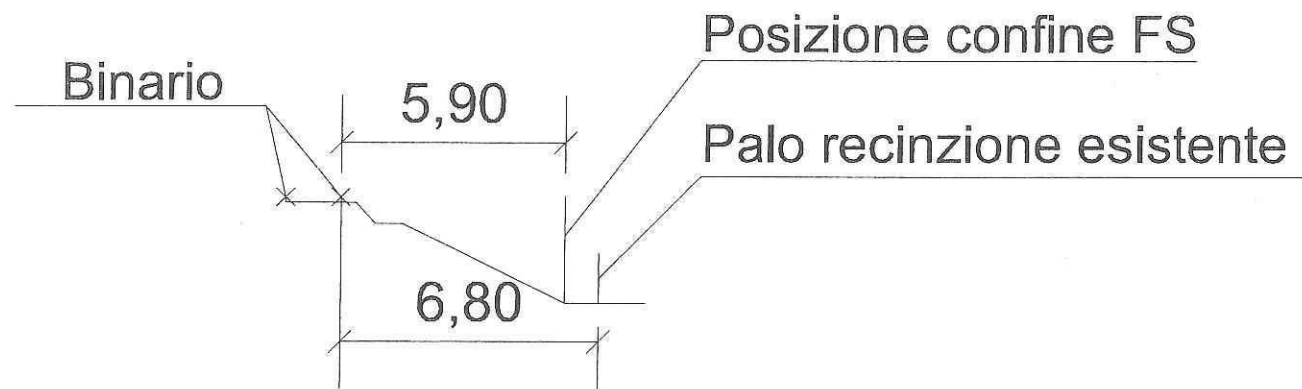 Posizione confine FS
Binario
5,90
Palo recinzione esistente
6,80